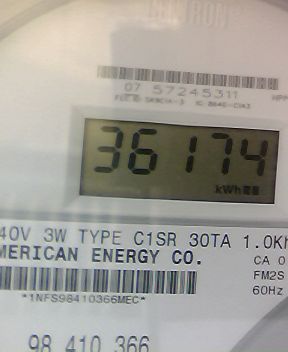 07 57245311
36174
kWh
40V 3W TYPE C1SR 30TA 1.0Kh
MERICAN ENERGY CO.
CA 0
FM2S
60Hz
*1NFS98410366MEC*
98 410 366